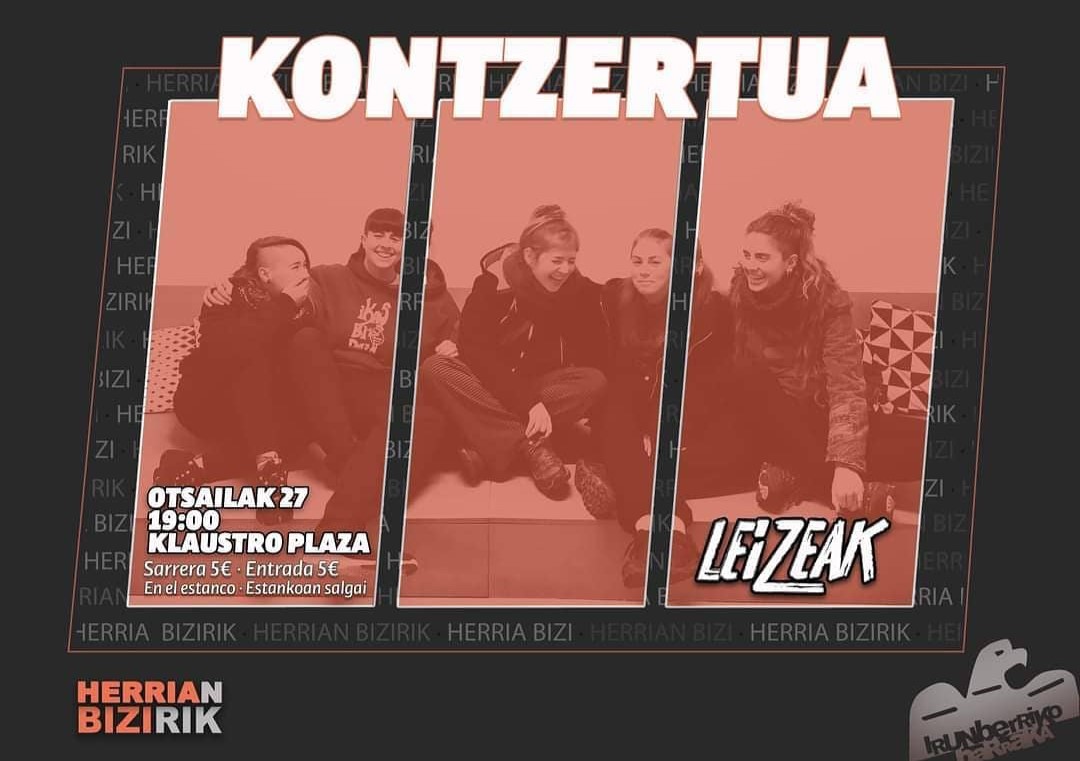 KONTZERTUA
OTSAILAK 27
19:00
KLAUSTRO PLAZA
Sarrera 5€ · Entrada 5€
En el estanco · Estankoan salgai
LEIZEAK
HERRIA BIZIRIK · HERRIAN BIZIRIK · HERRIA BIZI · HERRIAN BIZI · HERRIA BIZIRIK · HE
HERRIAN
BIZIRIK
IRUNberriko